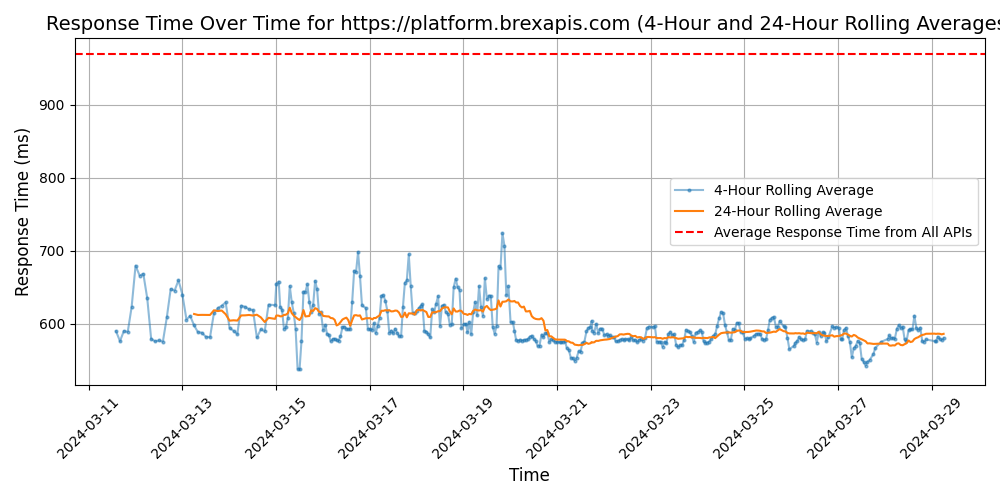 Response Time Over Time for https://platform.brexapis.com (4-Hour and 24-Hour Rolling Averages
Response Time (ms)
900
800
700
600
4-Hour Rolling Average
24-Hour Rolling Average
Average Response Time from All APIs
2024-03-11
2024-03-13
2024-03-15
2024-03-17
2024-03-19
2024-03-21
2024-03-23
2024-03-25
2024-03-27
2024-03-29
Time